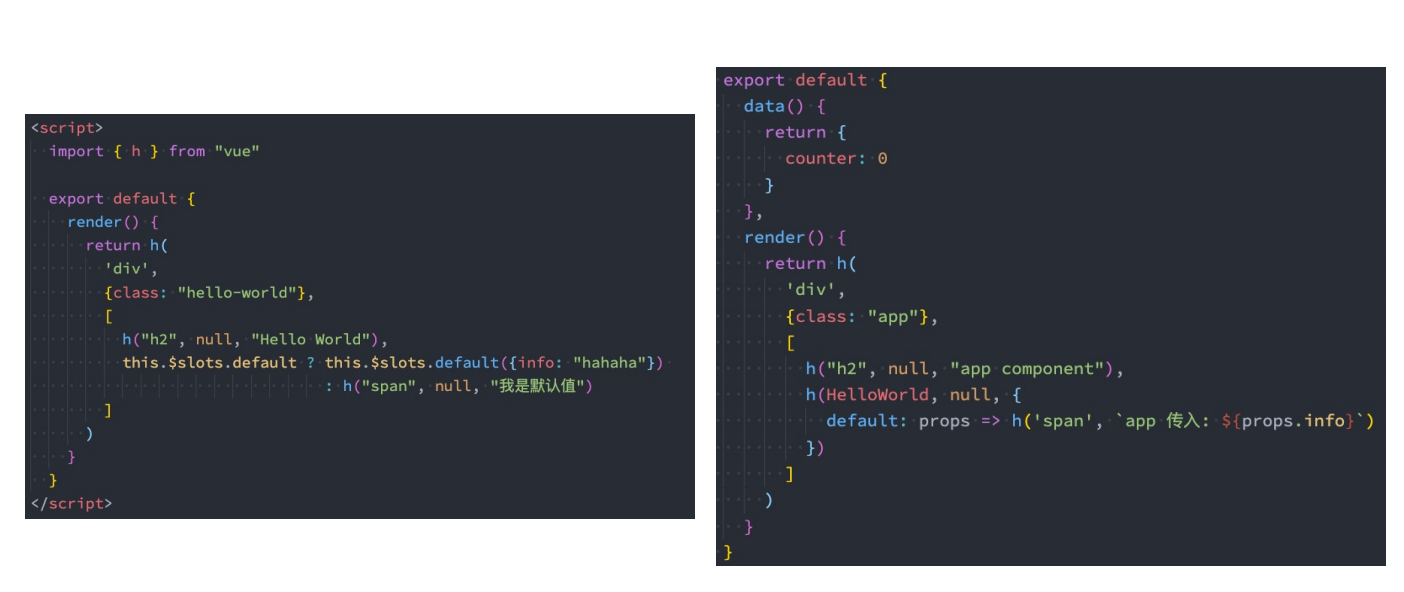 <script>
import { h } from "vue"
export default {
render() {
return h(
'div',
{class: "hello-world"},
[
h("h2", null, "Hello World"),
this.$slots.default ? this.$slots.default({info: "hahaha"})
: h("span", null, "我是默认值")
]
)
}
}
</script>
export default {
data() {
return {
counter: 0
}
},
render() {
return h(
'div',
{class: "app"},
[
h("h2", null, "app component"),
h(HelloWorld, null, {
default: props => h('span', `app 传入: ${props.info}`)
})
]
)
}
}